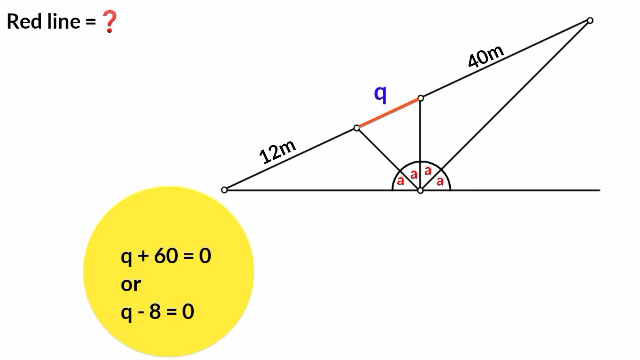 Red line = ❓
40m
q
12m
a a a a
q + 60 = 0
or
q - 8 = 0